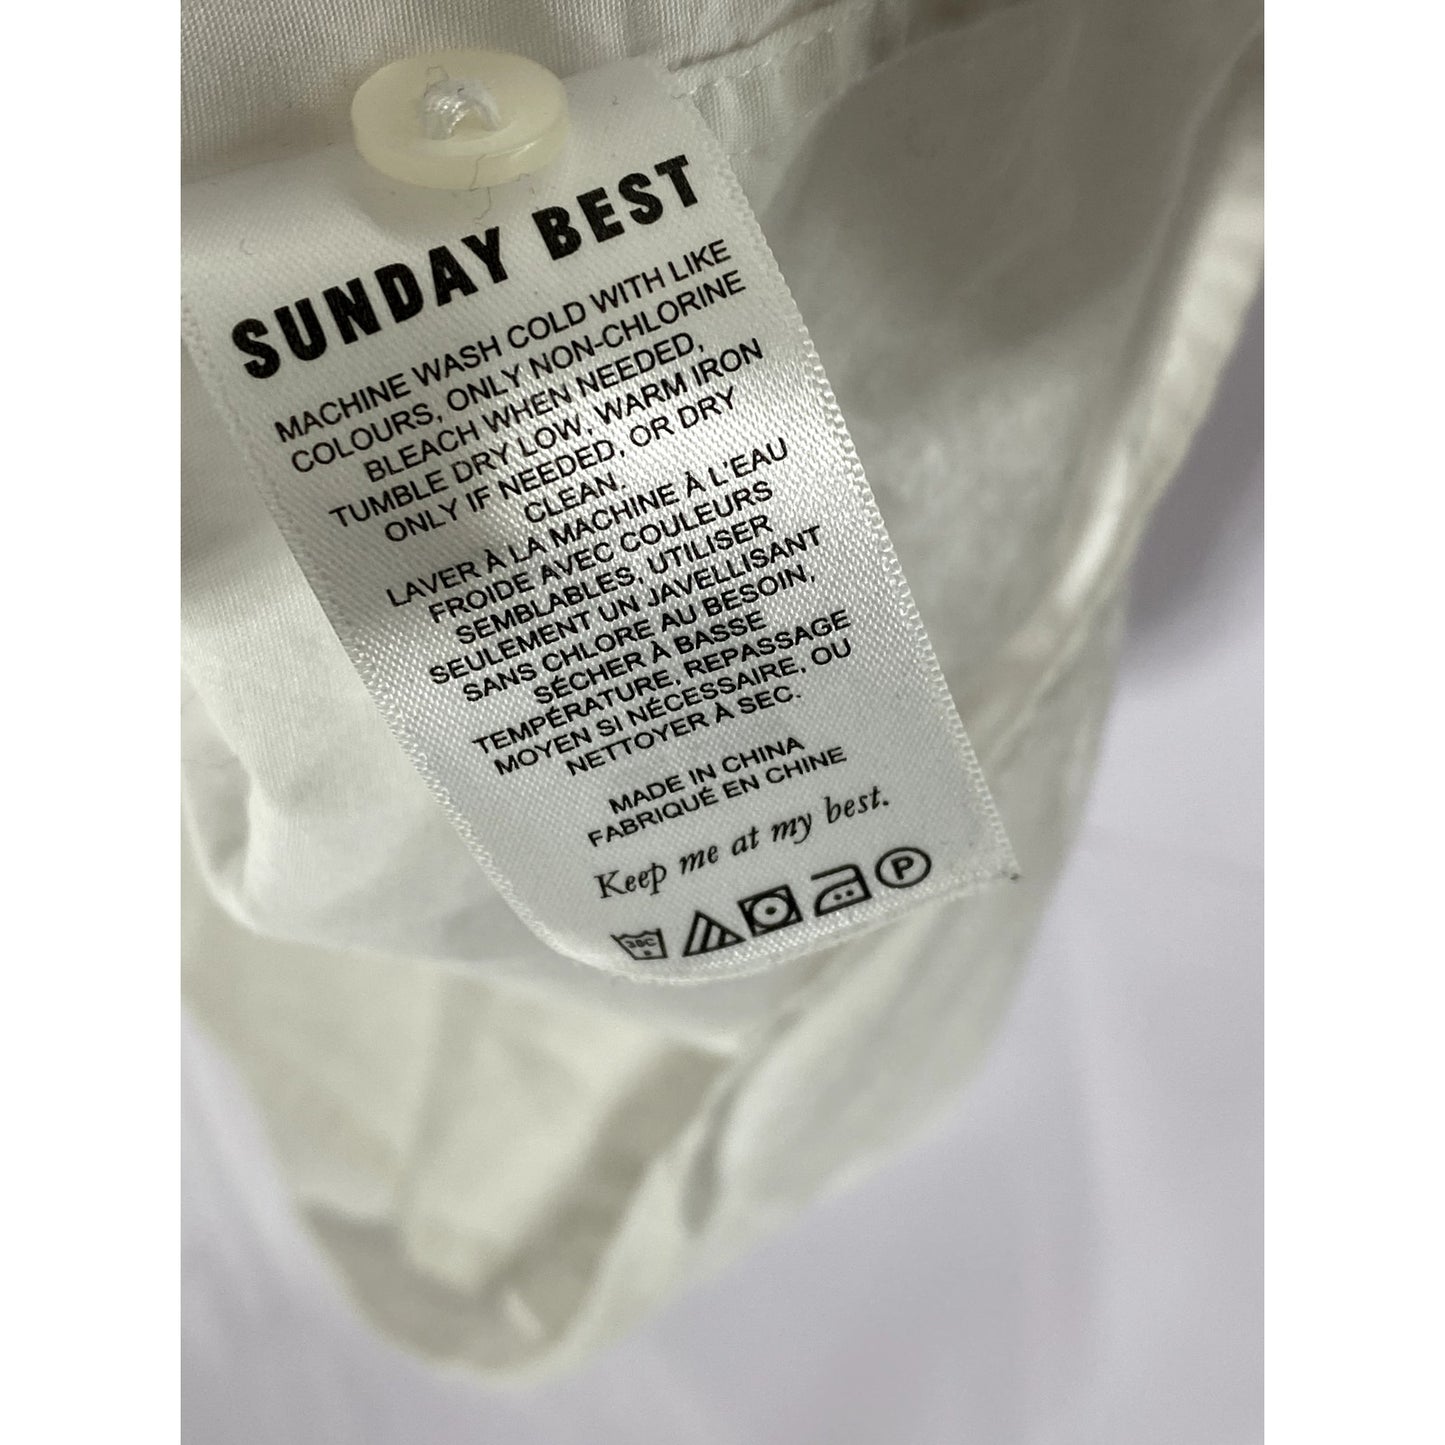 SUNDAY BEST
MACHINE WASH COLD WITH LIKE
COLOURS, ONLY NON-CHLORINE
BLEACH WHEN NEEDED,
TUMBLE DRY LOW, WARM IRON
ONLY IF NEEDED, OR DRY
CLEAN.
LAVER À LA MACHINE À L'EAU
FROIDE AVEC COULEURS
SEMBLABLES, UTILISER
SEULEMENT UN JAVELLISANT
SANS CHLORE AU BESOIN,
SÉCHER À BASSE
TEMPÉRATURE, REPASSAGE
MOYEN SI NÉCESSAIRE, OU
NETTOYER À SEC.
MADE IN CHINA
FABRIQUÉ EN CHINE
Keep me at my best.
30C P